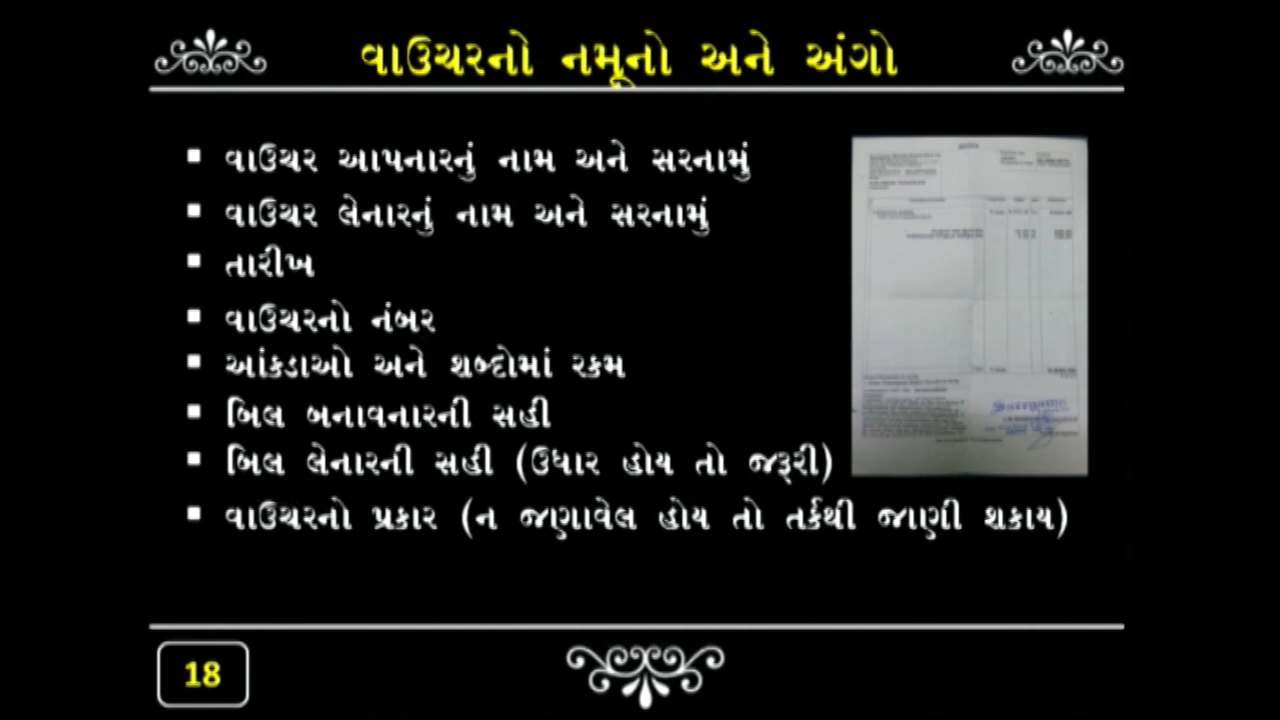 વાઉચરનો નમૂનો અને અંગો
વાઉચર આપનારનું નામ અને સરનામું
વાઉચર લેનારનું નામ અને સરનામું
તારીખ
વાઉચરનો નંબર
આંકડાઓ અને શબ્દોમાં રકમ
બિલ બનાવનારની સહી
બિલ લેનારની સહી (ઉધાર હોય તો જરૂરી)
વાઉચરનો પ્રકાર (ન જણાવેલ હોય તો તર્કથી જાણી શકાય)
18